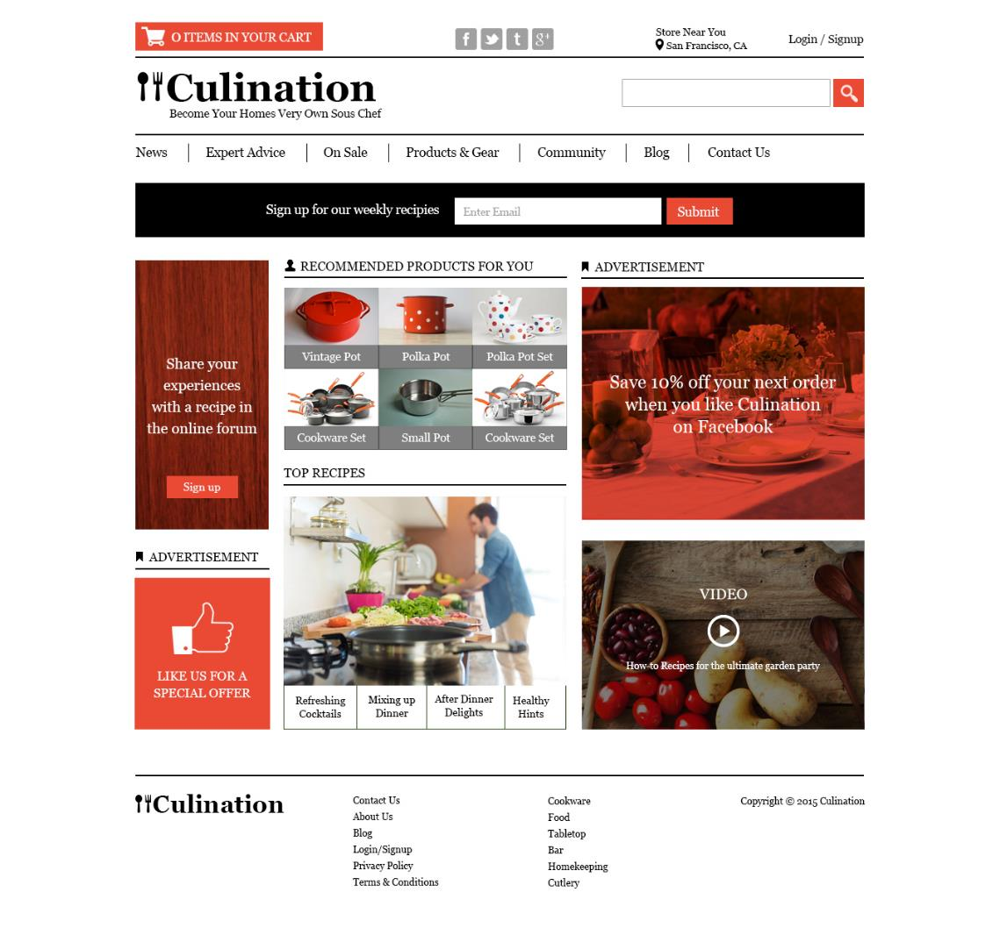 0 ITEMS IN YOUR CART
f t g+
Store Near You
San Francisco, CA
Login / Signup
Culination
Become Your Homes Very Own Sous Chef
News
Expert Advice
On Sale
Products & Gear
Community
Blog
Contact Us
Sign up for our weekly recipies
Enter Email
Submit
Share your
experiences
with a recipe in
the online forum
Sign up
ADVERTISEMENT
LIKE US FOR A
SPECIAL OFFER
RECOMMENDED PRODUCTS FOR YOU
Vintage Pot
Polka Pot
Polka Pot Set
Cookware Set
Small Pot
Cookware Set
TOP RECIPES
Refreshing
Cocktails
Mixing up
Dinner
After Dinner
Delights
Healthy
Hints
ADVERTISEMENT
Save 10% off your next order
when you like Culination
on Facebook
VIDEO
How-to Recipes for the ultimate garden party
Culination
Contact Us
About Us
Blog
Login/Signup
Privacy Policy
Terms & Conditions
Cookware
Food
Tabletop
Bar
Homekeeping
Cutlery
Copyright © 2015 Culination